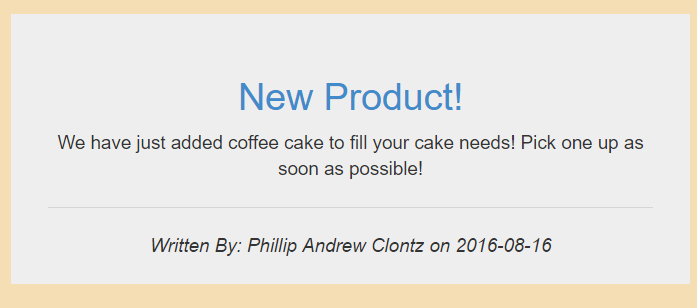 New Product!
We have just added coffee cake to fill your cake needs! Pick one up as
soon as possible!
Written By: Phillip Andrew Clontz on 2016-08-16